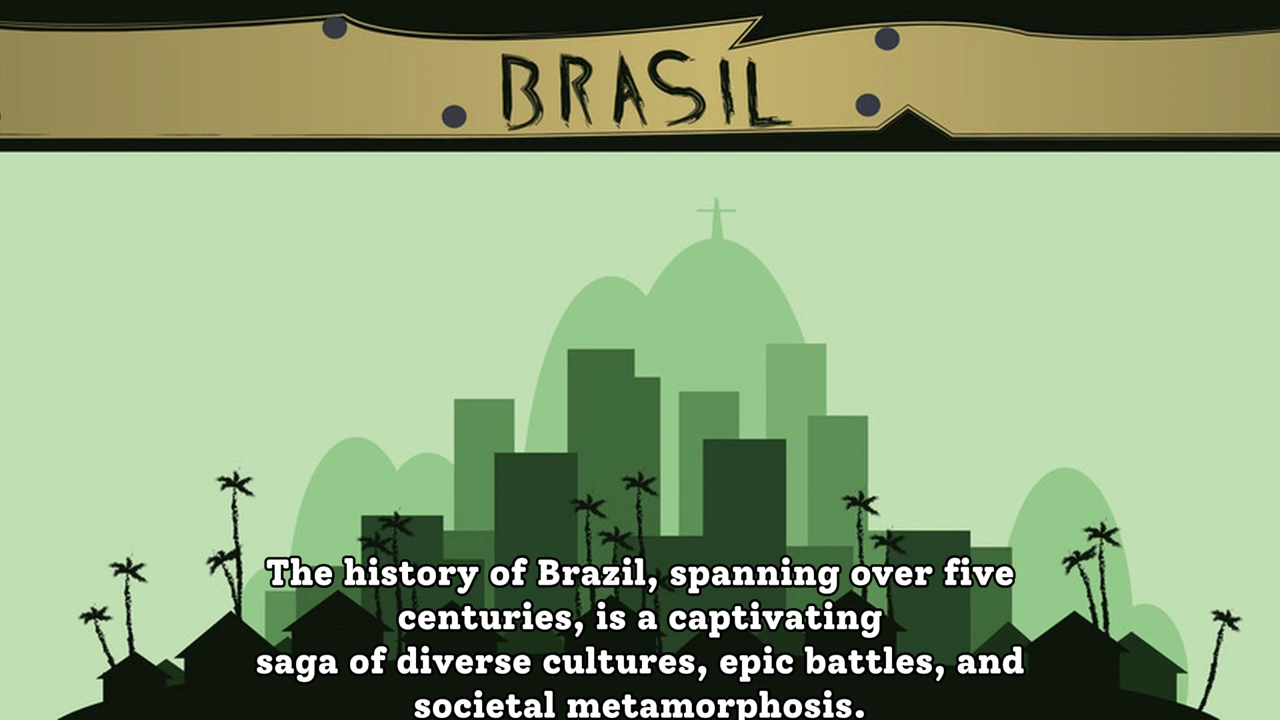 BRASIL
The history of Brazil, spanning over five
centuries, is a captivating
saga of diverse cultures, epic battles, and
societal metamorphosis.